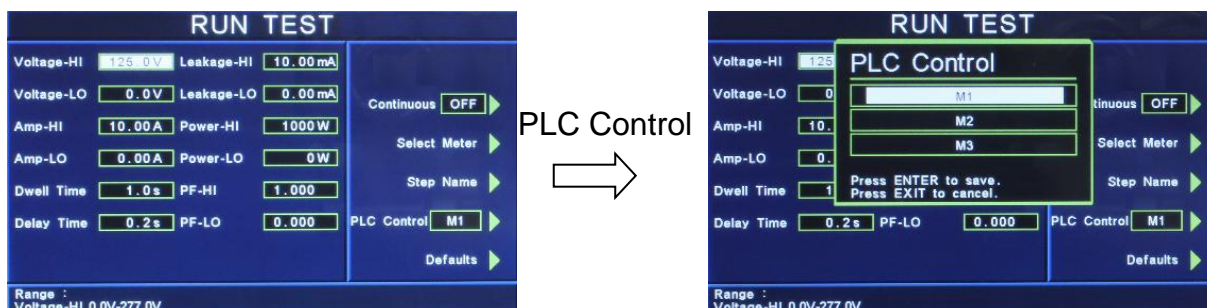 RUN TEST
Voltage-HI 125.0V Leakage-HI 10.00mA
Voltage-LO 0.0V Leakage-LO 0.00mA
Continuous OFF
Amp-HI 10.00A Power-HI 1000W
Select Meter
Amp-LO 0.00A Power-LO 0W
Step Name
Dwell Time 1.0s PF-HI 1.000
Delay Time 0.2s PF-LO 0.000
PLC Control M1
Defaults
Range :
Voltage-HI 0.0V-277.0V
PLC Control
RUN TEST
Voltage-HI 125
Voltage-LO 0
Amp-HI 10.
Amp-LO 0.
Dwell Time 1
Delay Time 0.2s PF-LO 0.000
PLC Control
M1
M2
M3
Press ENTER to save.
Press EXIT to cancel.
tinuous OFF
Select Meter
Step Name
PLC Control M1
Defaults
Range :
Voltage-HI 0.0V-277.0V